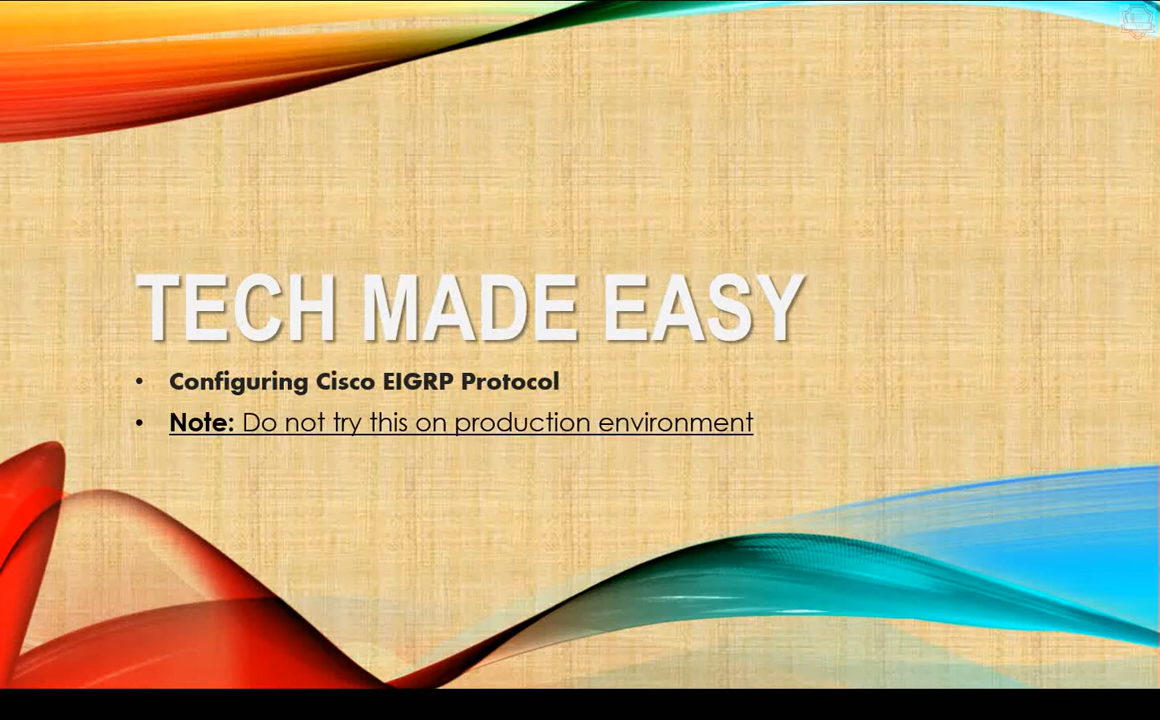 TECH MADE EASY
• Configuring Cisco EIGRP Protocol
• Note: Do not try this on production environment